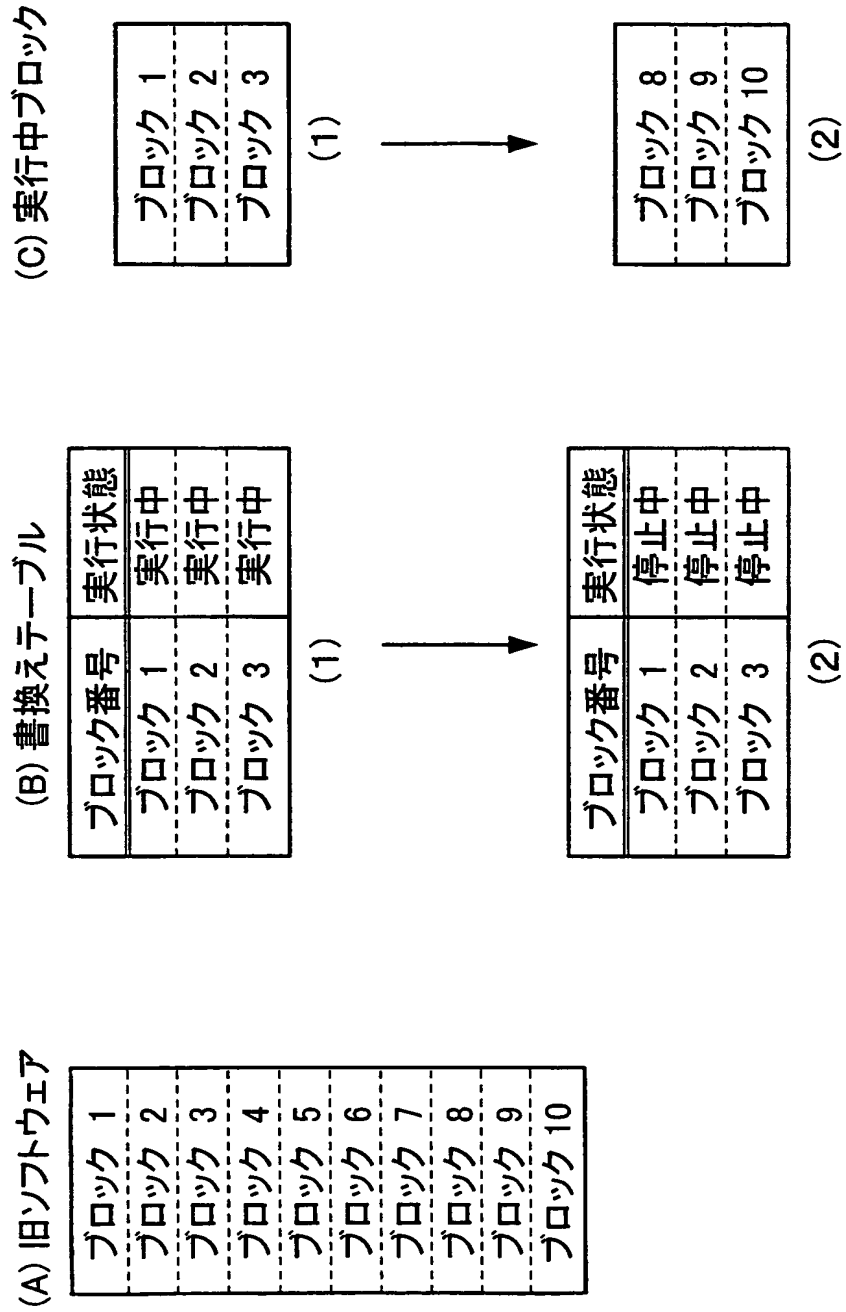 (A) 旧ソフトウェア
ブロック 1
ブロック 2
ブロック 3
ブロック 4
ブロック 5
ブロック 6
ブロック 7
ブロック 8
ブロック 9
ブロック 10
(B) 書換えテーブル
ブロック番号 実行状態
ブロック 1 実行中
ブロック 2 実行中
ブロック 3 実行中
(1)
ブロック番号 実行状態
ブロック 1 停止中
ブロック 2 停止中
ブロック 3 停止中
(2)
(C) 実行中ブロック
ブロック 1
ブロック 2
ブロック 3
(1)
ブロック 8
ブロック 9
ブロック 10
(2)